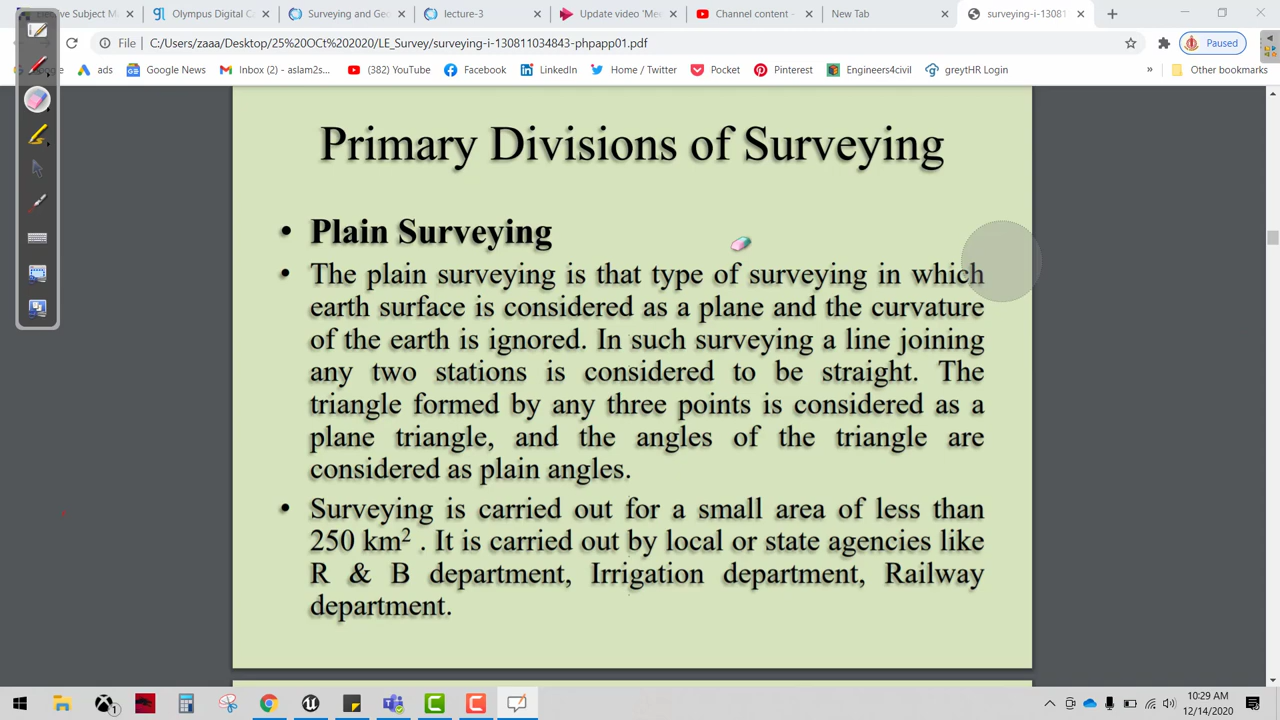 ective Subject M
Olympus Digital Ca
Surveying and Geo
lectur
Update video 'Mee
Channel content -
New Tab
surveying-i-13081
File
C:/Users/zaaa/Desktop/25%20OCt%202020/LE_Survey/surveying-i-130811034843-phpapp01.pdf
Paused
ads
Google News
Inbox (2) - aslam2s...
(382) YouTube
Facebook
LinkedIn
Home / Twitter
Pocket
Pinterest
Engineers4civil
greytHR Login
»
Other bookmarks
Primary Divisions of Surveying
• Plain Surveying
• The plain surveying is that type of surveying in which
earth surface is considered as a plane and the curvature
of the earth is ignored. In such surveying a line joining
any two stations is considered to be straight. The
triangle formed by any three points is considered as a
plane triangle, and the angles of the triangle are
considered as plain angles.
• Surveying is carried out for a small area of less than
250 km² . It is carried out by local or state agencies like
R & B department, Irrigation department, Railway
department.
10:29 AM
12/14/2020